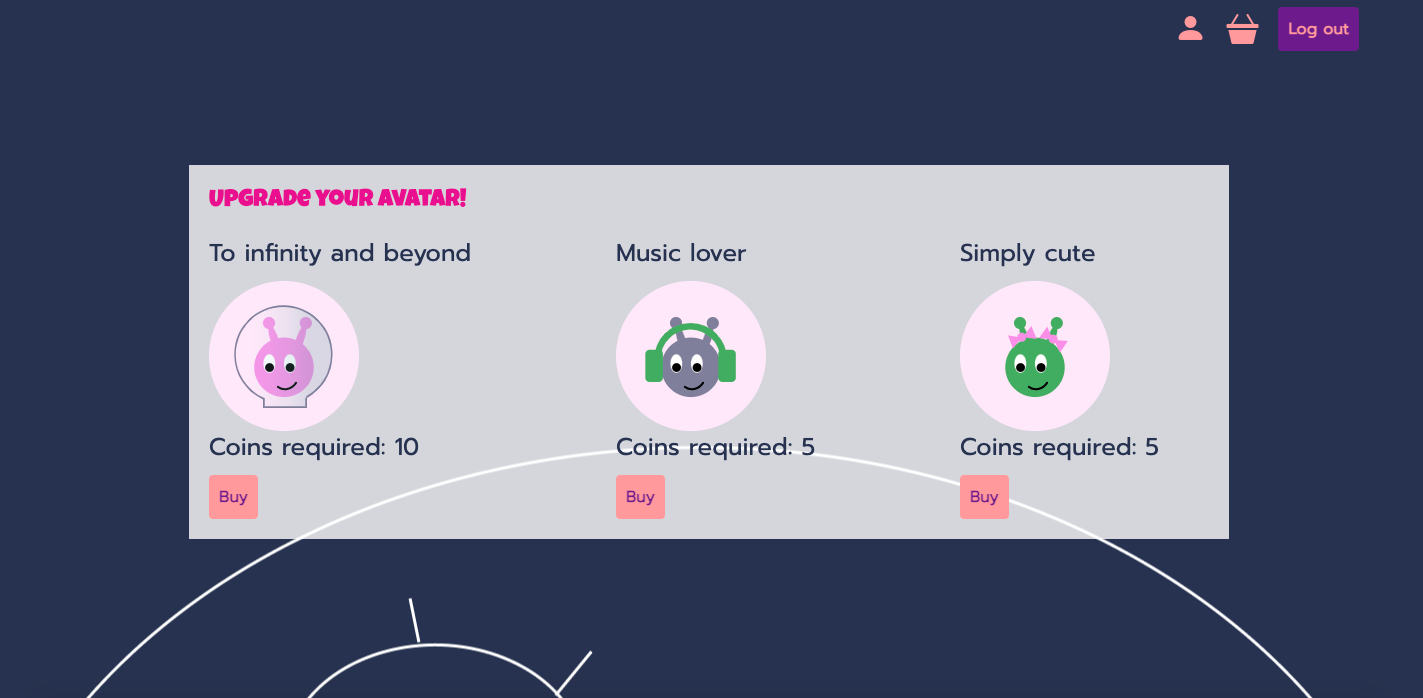 Log out
UPGRADE YOUR AVATAR!
To infinity and beyond
Music lover
Simply cute
Coins required: 10
Coins required: 5
Coins required: 5
Buy
Buy
Buy